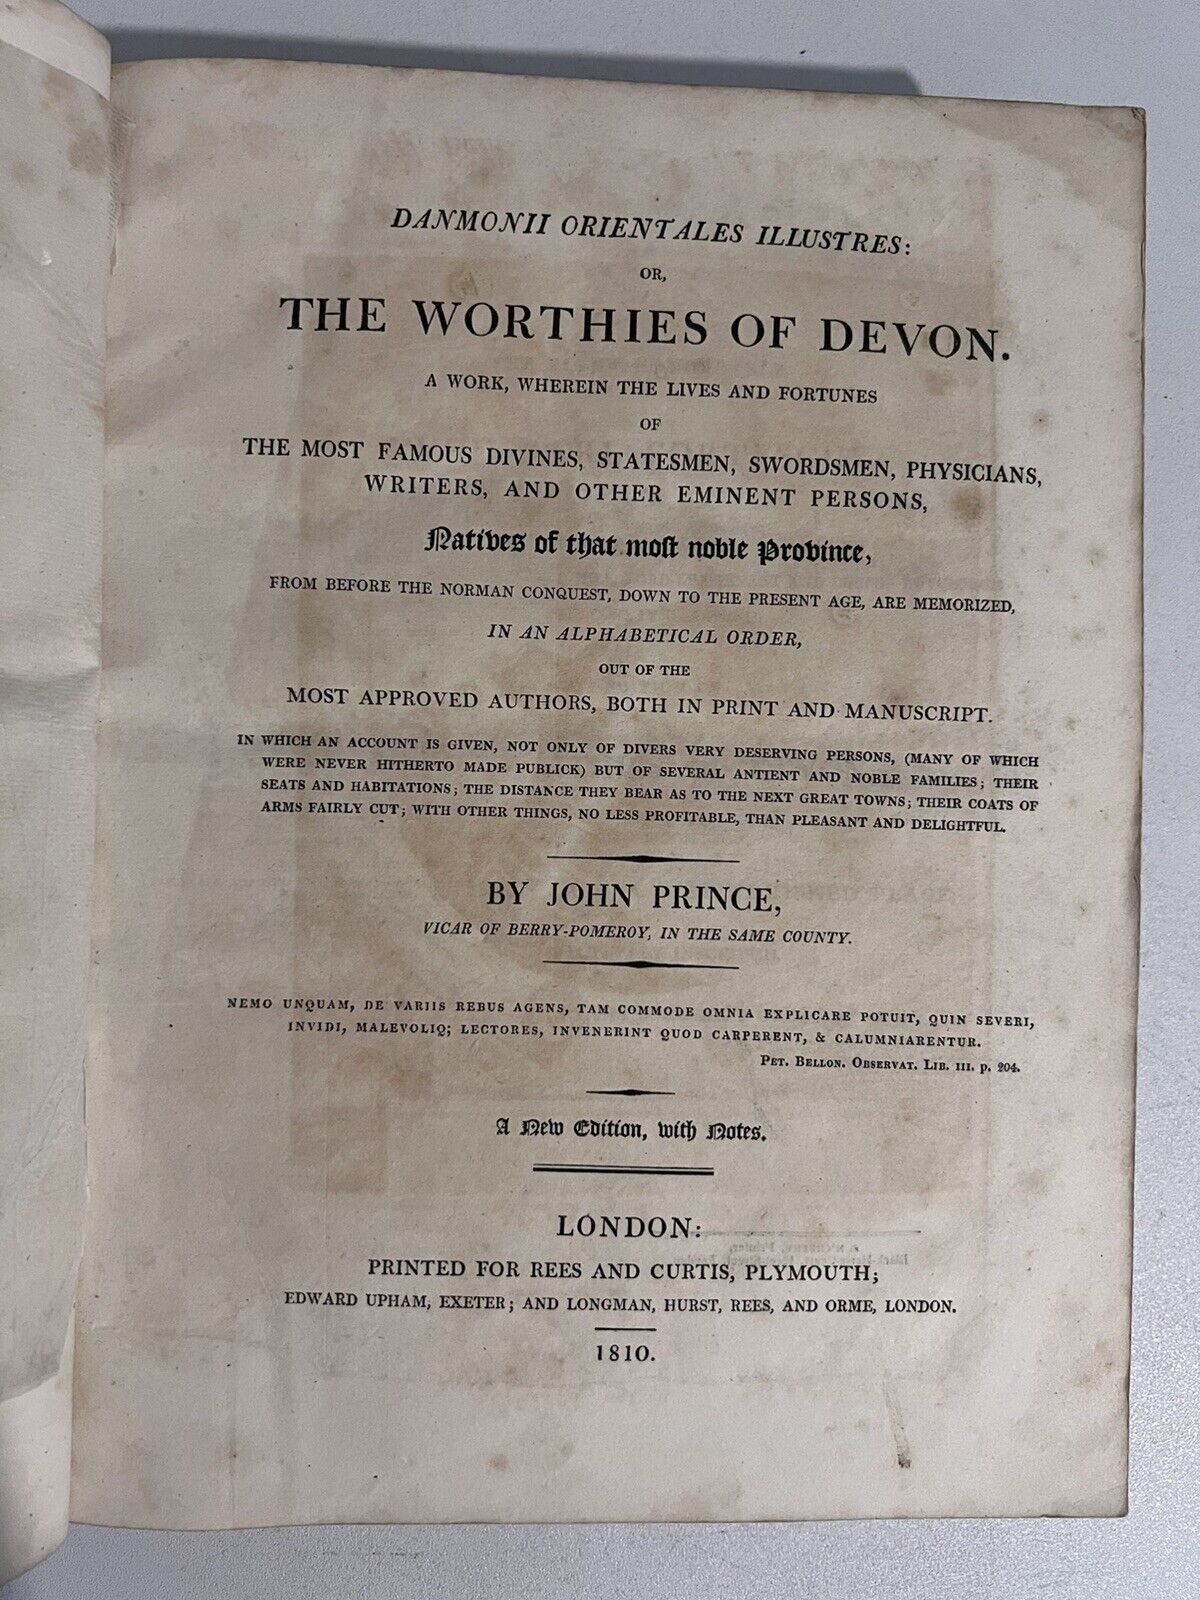 DANMONII ORIENTALES ILLUSTRES:
OR,
THE WORTHIES OF DEVON.
A WORK, WHEREIN THE LIVES AND FORTUNES
OF
THE MOST FAMOUS DIVINES, STATESMEN, SWORDSMEN, PHYSICIANS,
WRITERS, AND OTHER EMINENT PERSONS,
Natives of that most noble Province,
FROM BEFORE THE NORMAN CONQUEST, DOWN TO THE PRESENT AGE, ARE MEMORIZED,
IN AN ALPHABETICAL ORDER,
OUT OF THE
MOST APPROVED AUTHORS, BOTH IN PRINT AND MANUSCRIPT.
IN WHICH AN ACCOUNT IS GIVEN, NOT ONLY OF DIVERS VERY DESERVING PERSONS, (MANY OF WHICH
WERE NEVER HITHERTO MADE PUBLICK) BUT OF SEVERAL ANTIENT AND NOBLE FAMILIES; THEIR
SEATS AND HABITATIONS; THE DISTANCE THEY BEAR AS TO THE NEXT GREAT TOWNS; THEIR COATS OF
ARMS FAIRLY CUT; WITH OTHER THINGS, NO LESS PROFITABLE, THAN PLEASANT AND DELIGHTFUL.
BY JOHN PRINCE,
VICAR OF BERRY-POMEROY, IN THE SAME COUNTY.
NEMO UNQUAM, DE VARIIS REBUS AGENS, TAM COMMODE OMNIA EXPLICARE POTUIT, QUIN SEVERI,
INVIDI, MALEVOLIQ; LECTORES, INVENERINT QUOD CARPERENT, & CALUMNIARENTUR.
PET. BELLON. OBSERVAT. LIB. III. p. 204.
A New Edition, with Notes.
LONDON:
PRINTED FOR REES AND CURTIS, PLYMOUTH;
EDWARD UPHAM, EXETER; AND LONGMAN, HURST, REES, AND ORME, LONDON.
1810.